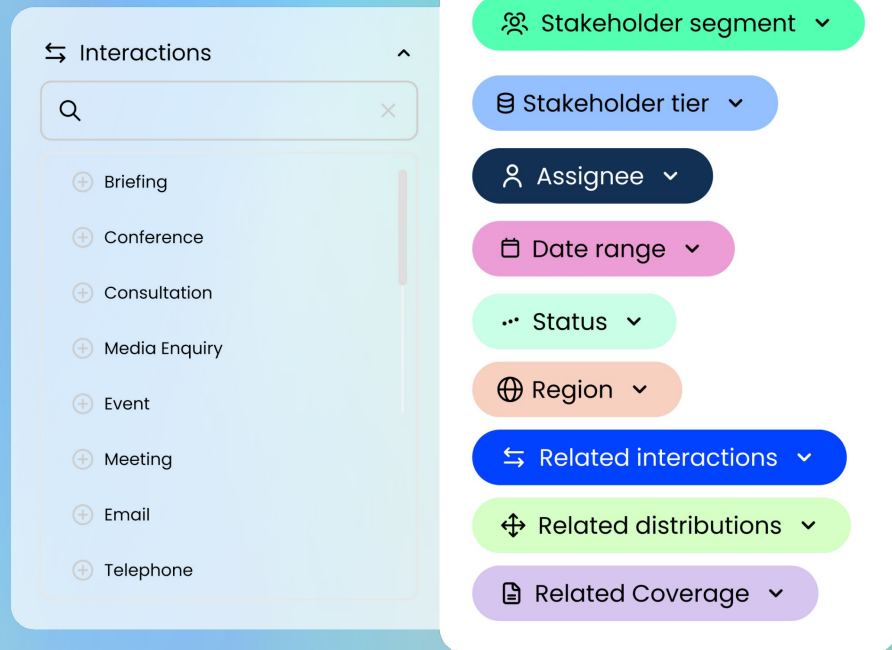 Interactions
Briefing
Conference
Consultation
Media Enquiry
Event
Meeting
Email
Telephone
Stakeholder segment
Stakeholder tier
Assignee
Date range
Status
Region
Related interactions
Related distributions
Related Coverage